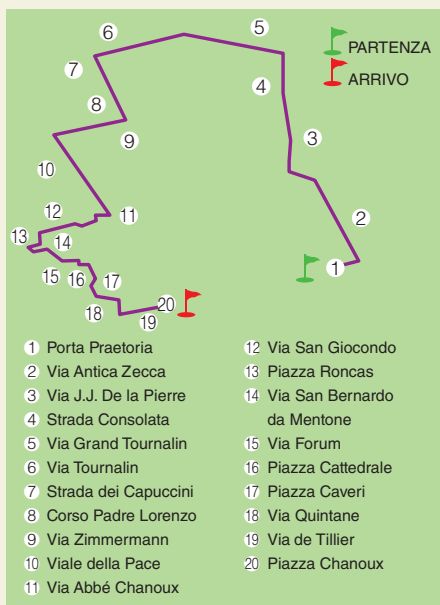 6
5
PARTENZA
7
ARRIVO
4
8
9
3
10
11
2
12
13
14
1
15
16
17
20
18
19
1 Porta Praetoria
2 Via Antica Zecca
3 Via J.J. De la Pierre
4 Strada Consolata
5 Via Grand Tournalin
6 Via Tournalin
7 Strada dei Capuccini
8 Corso Padre Lorenzo
9 Via Zimmermann
10 Viale della Pace
11 Via Abbé Chanoux
12 Via San Giocondo
13 Piazza Roncas
14 Via San Bernardo
da Mentone
15 Via Forum
16 Piazza Cattedrale
17 Piazza Caveri
18 Via Quintane
19 Via de Tillier
20 Piazza Chanoux